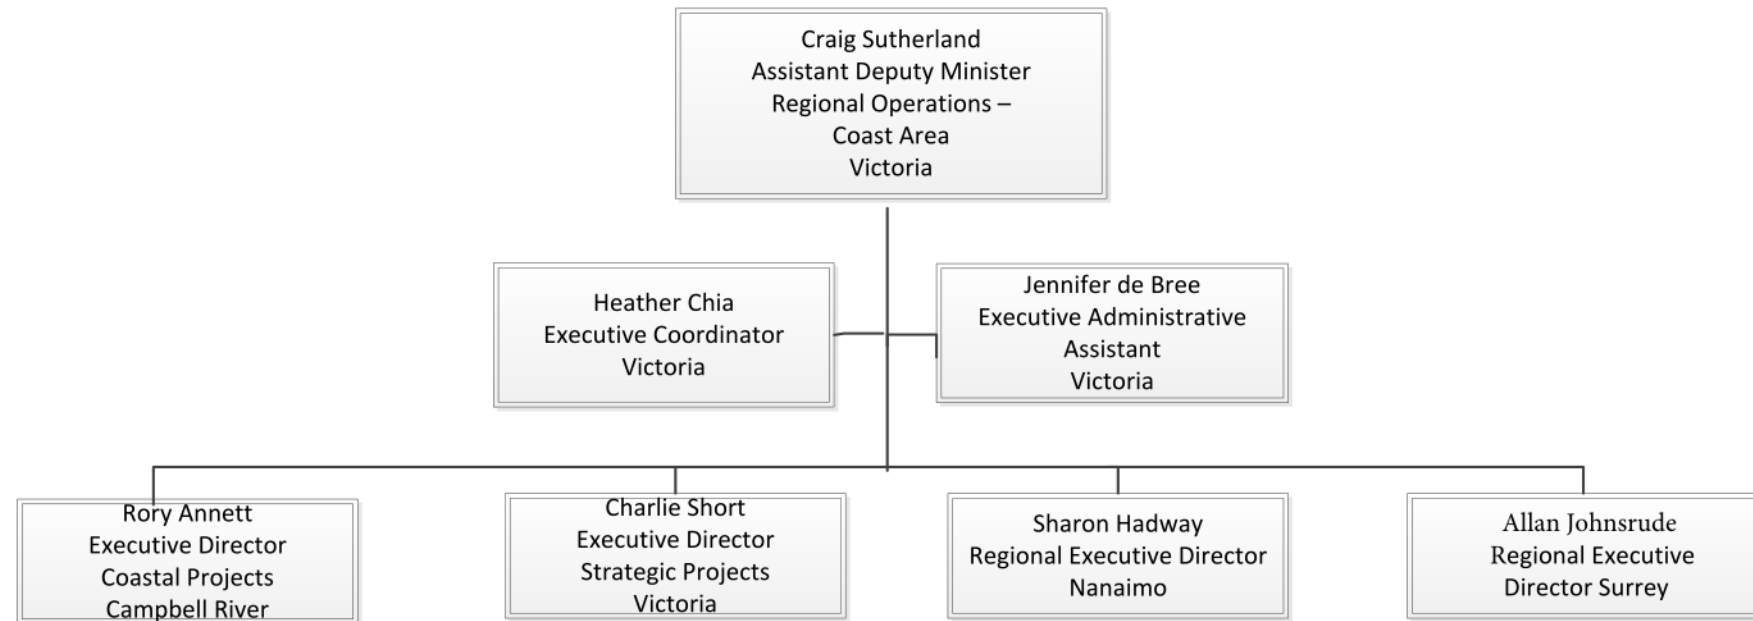 Craig Sutherland
Assistant Deputy Minister
Regional Operations –
Coast Area
Victoria
Heather Chia
Executive Coordinator
Victoria
Jennifer de Bree
Executive Administrative
Assistant
Victoria
Rory Annett
Executive Director
Coastal Projects
Campbell River
Charlie Short
Executive Director
Strategic Projects
Victoria
Sharon Hadway
Regional Executive Director
Nanaimo
Allan Johnsrude
Regional Executive
Director Surrey